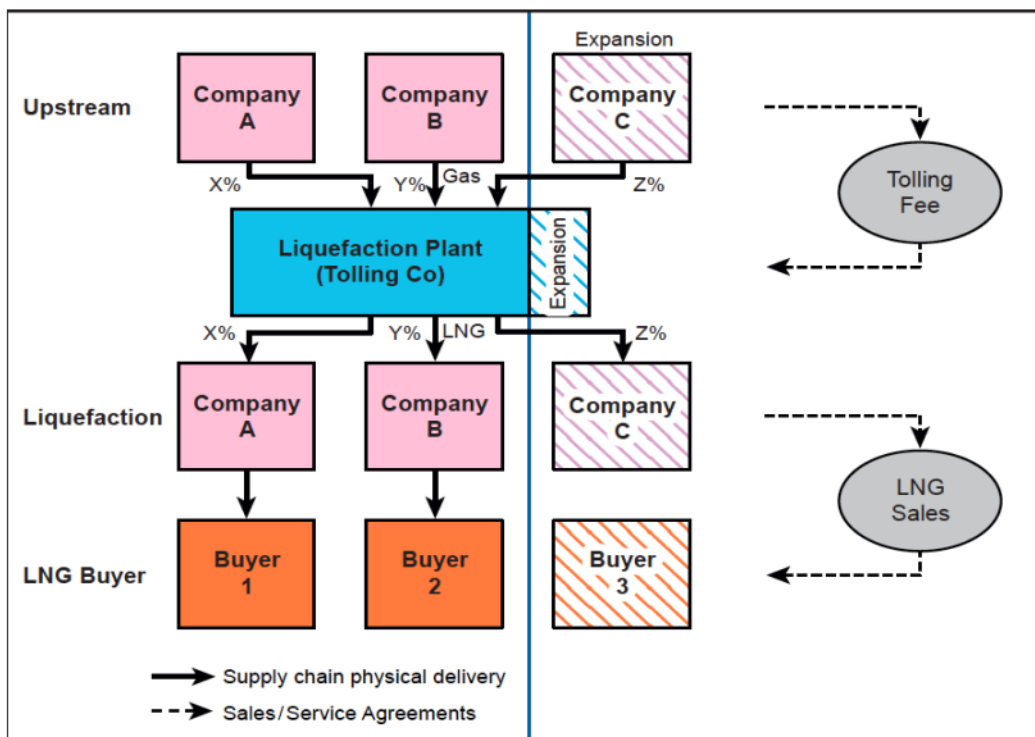 Expansion
Upstream
Company
A
Company
B
Company
C
X%
Y%
Gas
Z%
Tolling
Fee
Liquefaction Plant
(Tolling Co)
Expansion
X%
Y%
LNG
Z%
Liquefaction
Company
A
Company
B
Company
C
LNG
Sales
LNG Buyer
Buyer
1
Buyer
2
Buyer
3
Supply chain physical delivery
Sales/Service Agreements